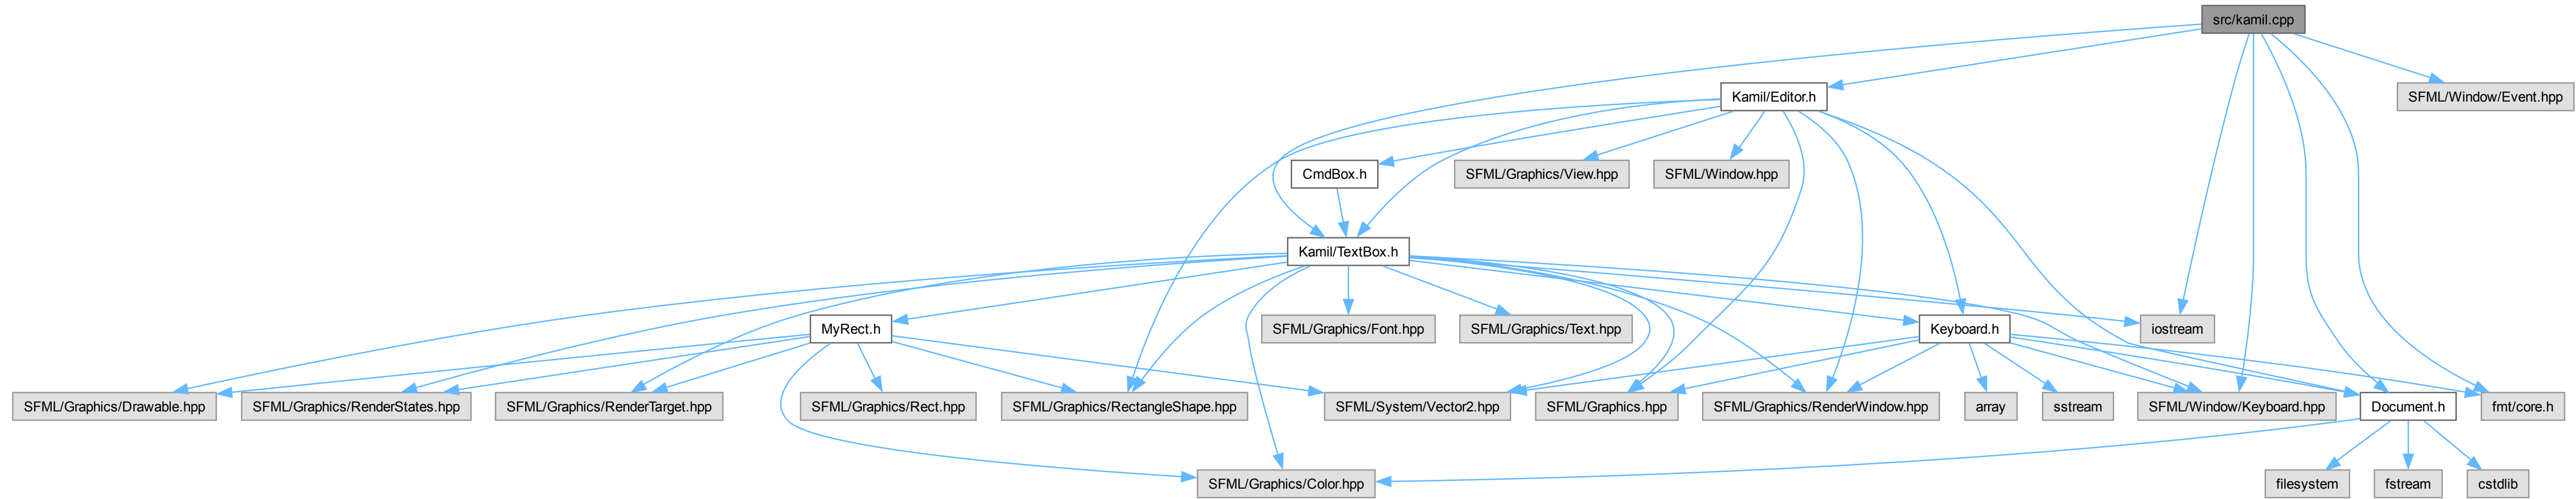 src/kamil.cpp
Kamil/Editor.h
SFML/Window/Event.hpp
CmdBox.h
SFML/Graphics/View.hpp
SFML/Window.hpp
Kamil/TextBox.h
MyRect.h
SFML/Graphics/Font.hpp
SFML/Graphics/Text.hpp
Keyboard.h
iostream
SFML/Graphics/Drawable.hpp
SFML/Graphics/RenderStates.hpp
SFML/Graphics/RenderTarget.hpp
SFML/Graphics/Rect.hpp
SFML/Graphics/RectangleShape.hpp
SFML/System/Vector2.hpp
SFML/Graphics.hpp
SFML/Graphics/RenderWindow.hpp
array
sstream
SFML/Window/Keyboard.hpp
Document.h
fmt/core.h
SFML/Graphics/Color.hpp
filesystem
fstream
cstdlib